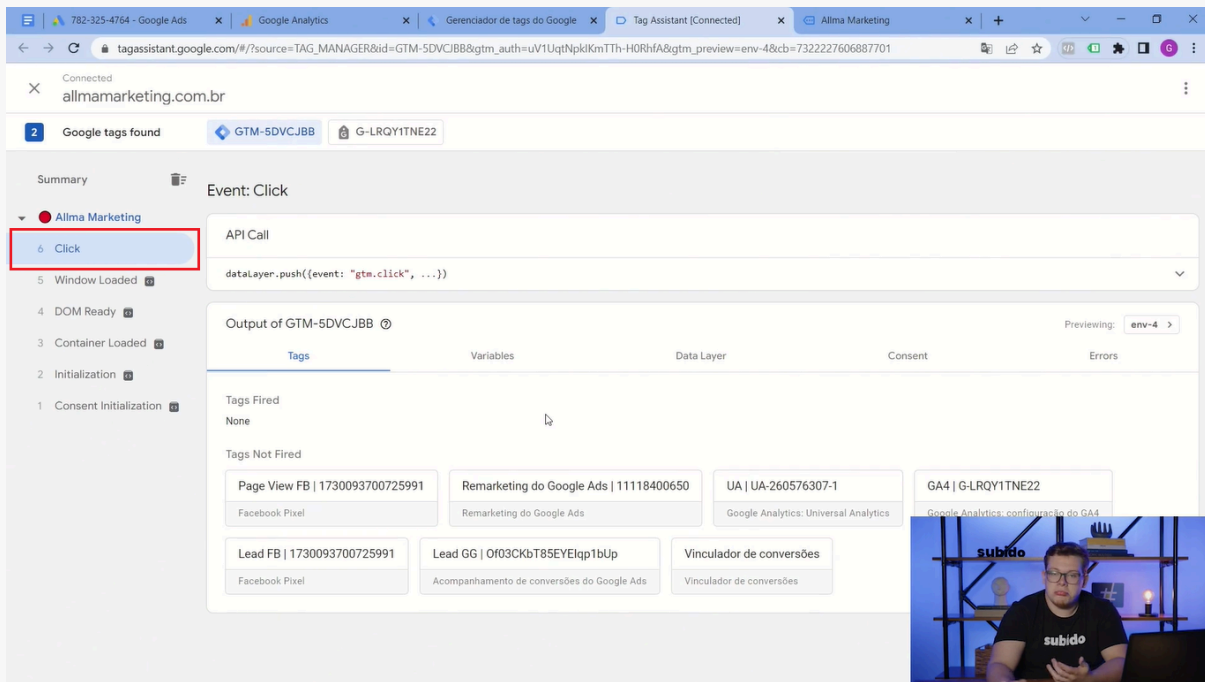 782-325-4764 - Google Ads
Google Analytics
Gerenciador de tags do Google
Tag Assistant [Connected]
Allma Marketing
tagassistant.google.com/#/?source=TAG_MANAGER&id=GTM-5DVCJBB&gtm_auth=uV1UqtNpklKmTTh-H0RhfA&gtm_preview=env-4&cb=7322227606887701
G
Connected
allmamarketing.com.br
2 Google tags found GTM-5DVCJBB G-LRQY1TNE22
Summary
Allma Marketing
6 Click
5 Window Loaded
4 DOM Ready
3 Container Loaded
2 Initialization
1 Consent Initialization
Event: Click
API Call
dataLayer.push({event: "gtm.click", ...})
Output of GTM-5DVCJBB
Previewing: env-4
Tags Variables Data Layer Consent Errors
Tags Fired
None
Tags Not Fired
Page View FB | 1730093700725991
Facebook Pixel
Remarketing do Google Ads | 11118400650
Remarketing do Google Ads
UA | UA-260576307-1
Google Analytics: Universal Analytics
GA4 | G-LRQY1TNE22
Google Analytics: configuração do GA4
Lead FB | 1730093700725991
Facebook Pixel
Lead GG | Of03CKbT85EYEIqp1bUp
Acompanhamento de conversões do Google Ads
Vinculador de conversões
Vinculador de conversões
subido
#
subido